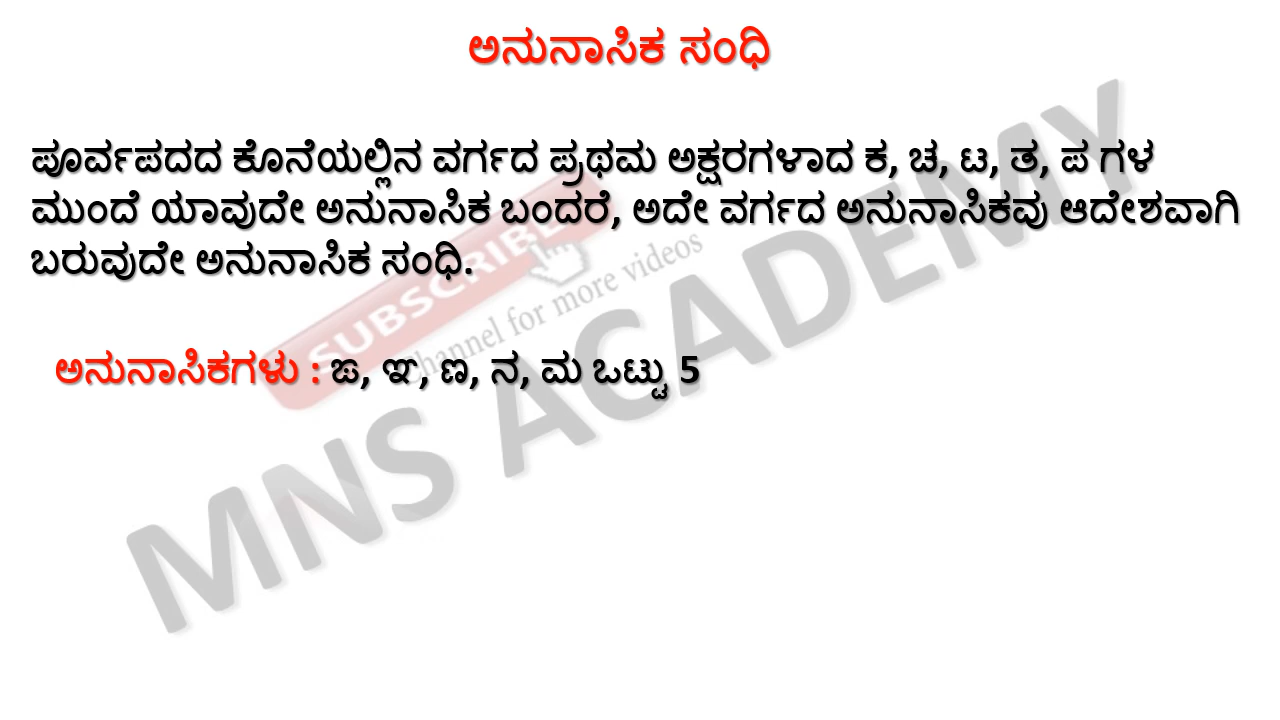 ಅನುನಾಸಿಕ ಸಂಧಿ
ಪೂರ್ವಪದದ ಕೊನೆಯಲ್ಲಿನ ವರ್ಗದ ಪ್ರಥಮ ಅಕ್ಷರಗಳಾದ ಕ, ಚ, ಟ, ತ, ಪ ಗಳ
ಮುಂದೆ ಯಾವುದೇ ಅನುನಾಸಿಕ ಬಂದರೆ, ಅದೇ ವರ್ಗದ ಅನುನಾಸಿಕವು ಆದೇಶವಾಗಿ
ಬರುವುದೇ ಅನುನಾಸಿಕ ಸಂಧಿ.
ಅನುನಾಸಿಕಗಳು : ಙ, ಞ, ಣ, ನ, ಮ ಒಟ್ಟು 5
SUBSCRIBE
Channel for more videos
MNS ACADEMY